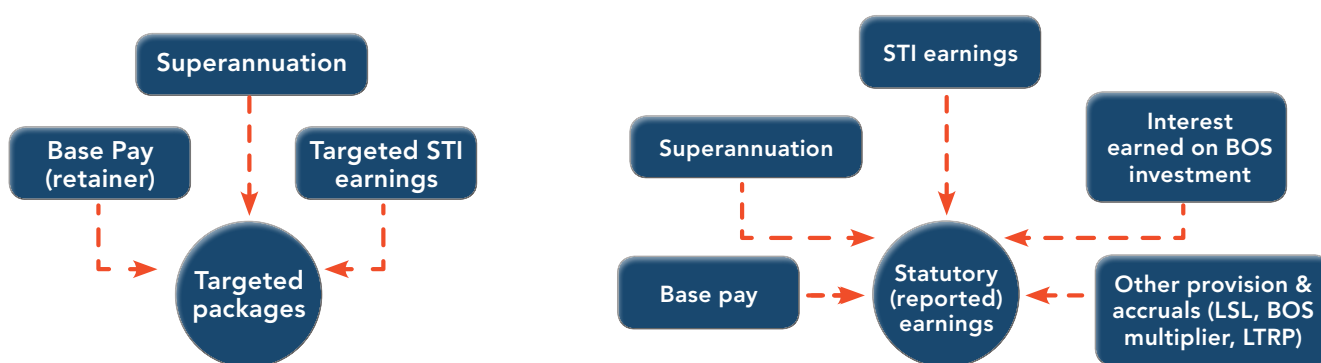 Superannuation
Base Pay
(retainer)
Targeted STI
earnings
Targeted
packages
STI earnings
Superannuation
Interest
earned on BOS
investment
Base pay
Statutory
(reported)
earnings
Other provision &
accruals (LSL, BOS
multiplier, LTRP)